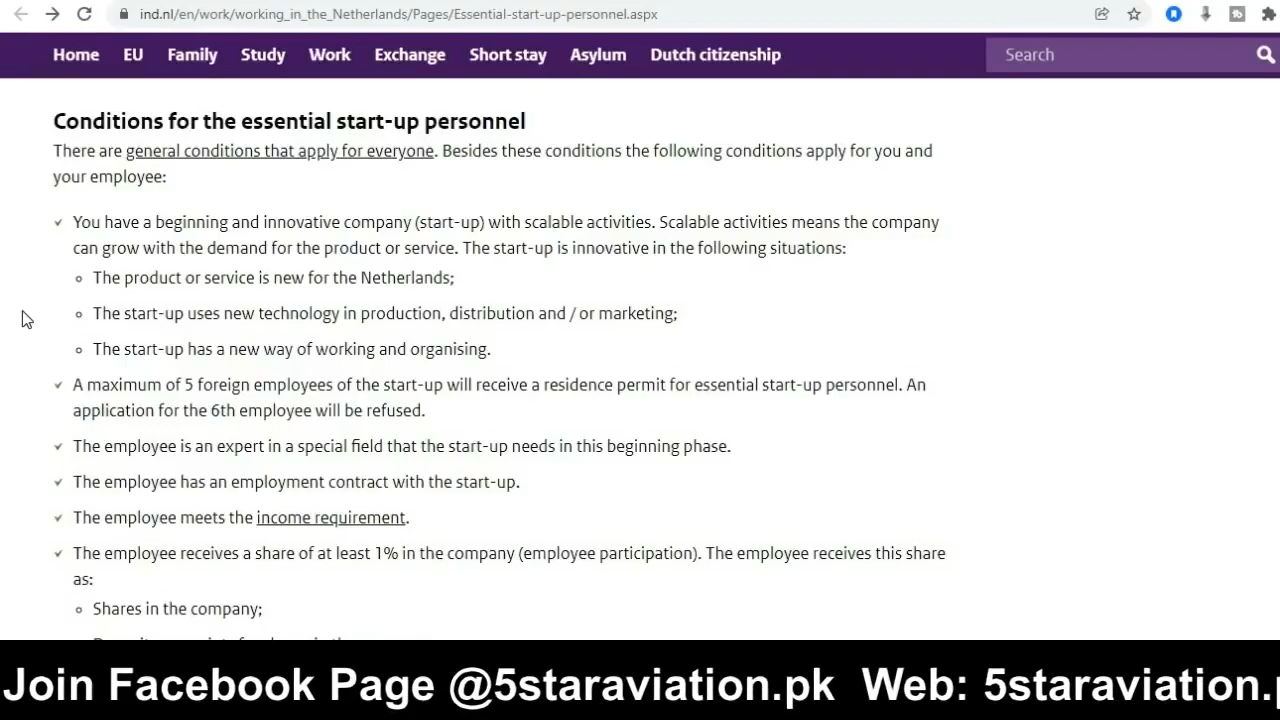 ind.nl/en/work/working_in_the_Netherlands/Pages/Essential-start-up-personnel.aspx
Home EU Family Study Work Exchange Short stay Asylum Dutch citizenship Search
Conditions for the essential start-up personnel
There are general conditions that apply for everyone. Besides these conditions the following conditions apply for you and
your employee:
You have a beginning and innovative company (start-up) with scalable activities. Scalable activities means the company
can grow with the demand for the product or service. The start-up is innovative in the following situations:
The product or service is new for the Netherlands;
The start-up uses new technology in production, distribution and / or marketing;
The start-up has a new way of working and organising.
A maximum of 5 foreign employees of the start-up will receive a residence permit for essential start-up personnel. An
application for the 6th employee will be refused.
The employee is an expert in a special field that the start-up needs in this beginning phase.
The employee has an employment contract with the start-up.
The employee meets the income requirement.
The employee receives a share of at least 1% in the company (employee participation). The employee receives this share
as:
Shares in the company;
Join Facebook Page @5staraviation.pk Web: 5staraviation.